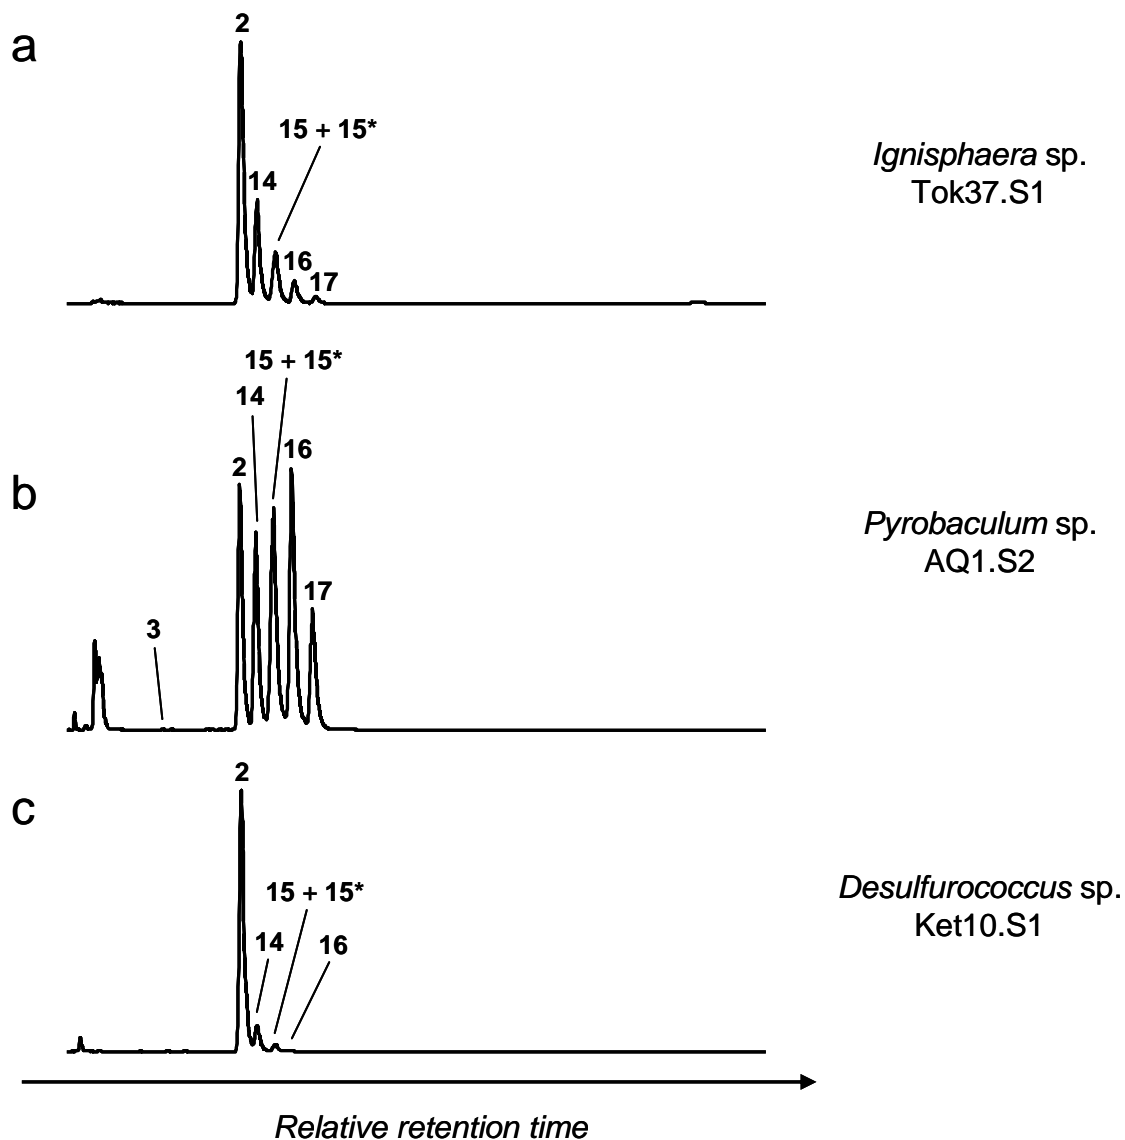 a
2
15 + 15*
14
16
17
Ignisphaera sp.
Tok37.S1
b
15 + 15*
14
16
2
17
3
Pyrobaculum sp.
AQ1.S2
c
2
15 + 15*
14
16
Desulfurococcus sp.
Ket10.S1
Relative retention time